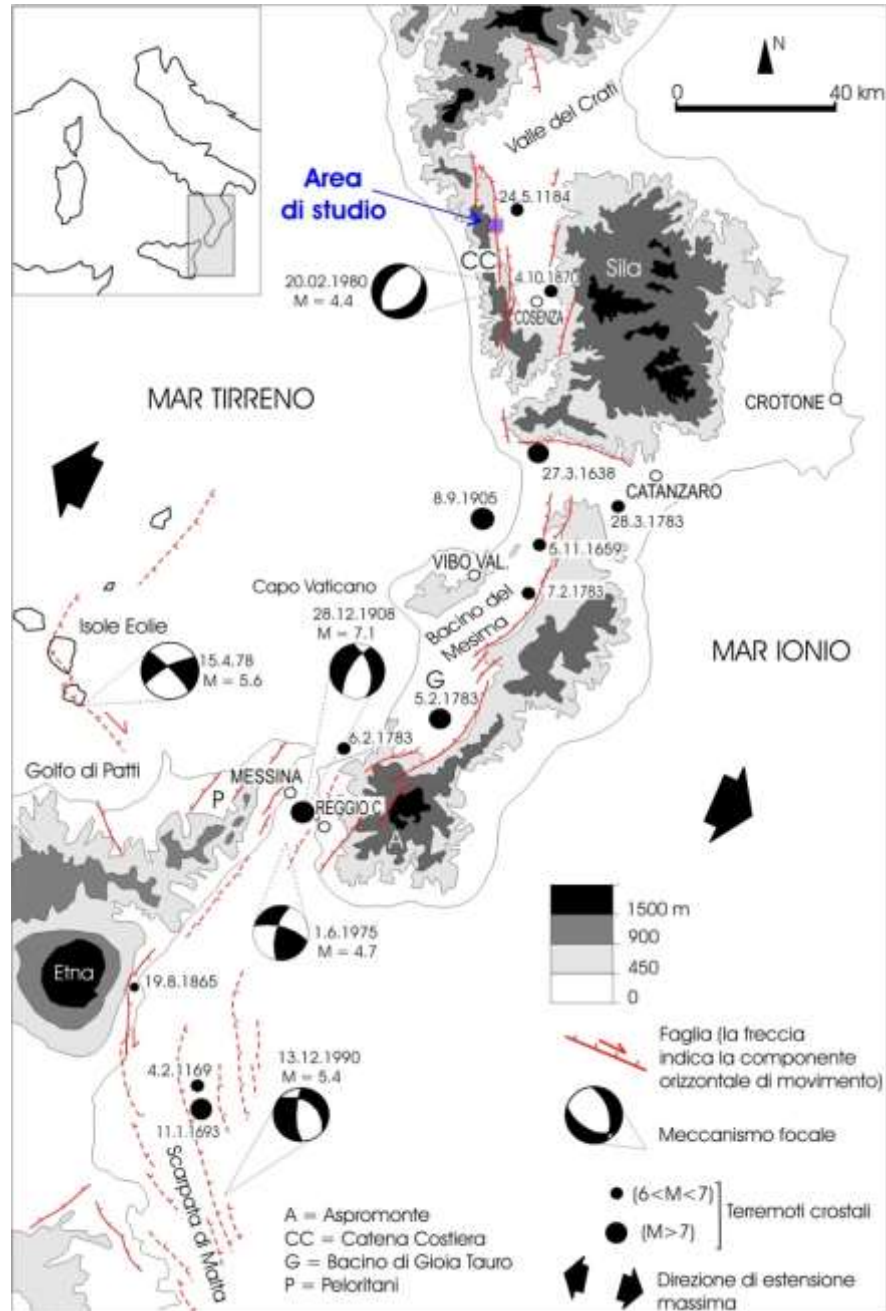 N
0 40 km
Valle del Crati
Area
di studio
24.5.1184
CC
20.02.1980
M = 4.4
4.10.1870
COSENZA
Sila
MAR TIRRENO
CROTONE
27.3.1638
CATANZARO
8.9.1905
28.3.1783
5.11.1659
VIBO VAL.
7.2.1783
Capo Vaticano
28.12.1908
M = 7.1
Bacino del
Mesima
Isole Eolie
15.4.78
M = 5.6
MAR IONIO
G
5.2.1783
6.2.1783
Golfo di Patti
MESSINA
P
REGGIO C.
A
1.6.1975
M = 4.7
Etna
19.8.1865
13.12.1990
M = 5.4
4.2.1169
11.1.1693
Scarpata di Malta
A = Aspromonte
CC = Catena Costiera
G = Bacino di Gioia Tauro
P = Peloritani
1500 m
900
450
0
Faglia (la freccia
indica la componente
orizzontale di movimento)
Meccanismo focale
(6<M<7)
Terremoti crostali
(M>7)
Direzione di estensione
massima